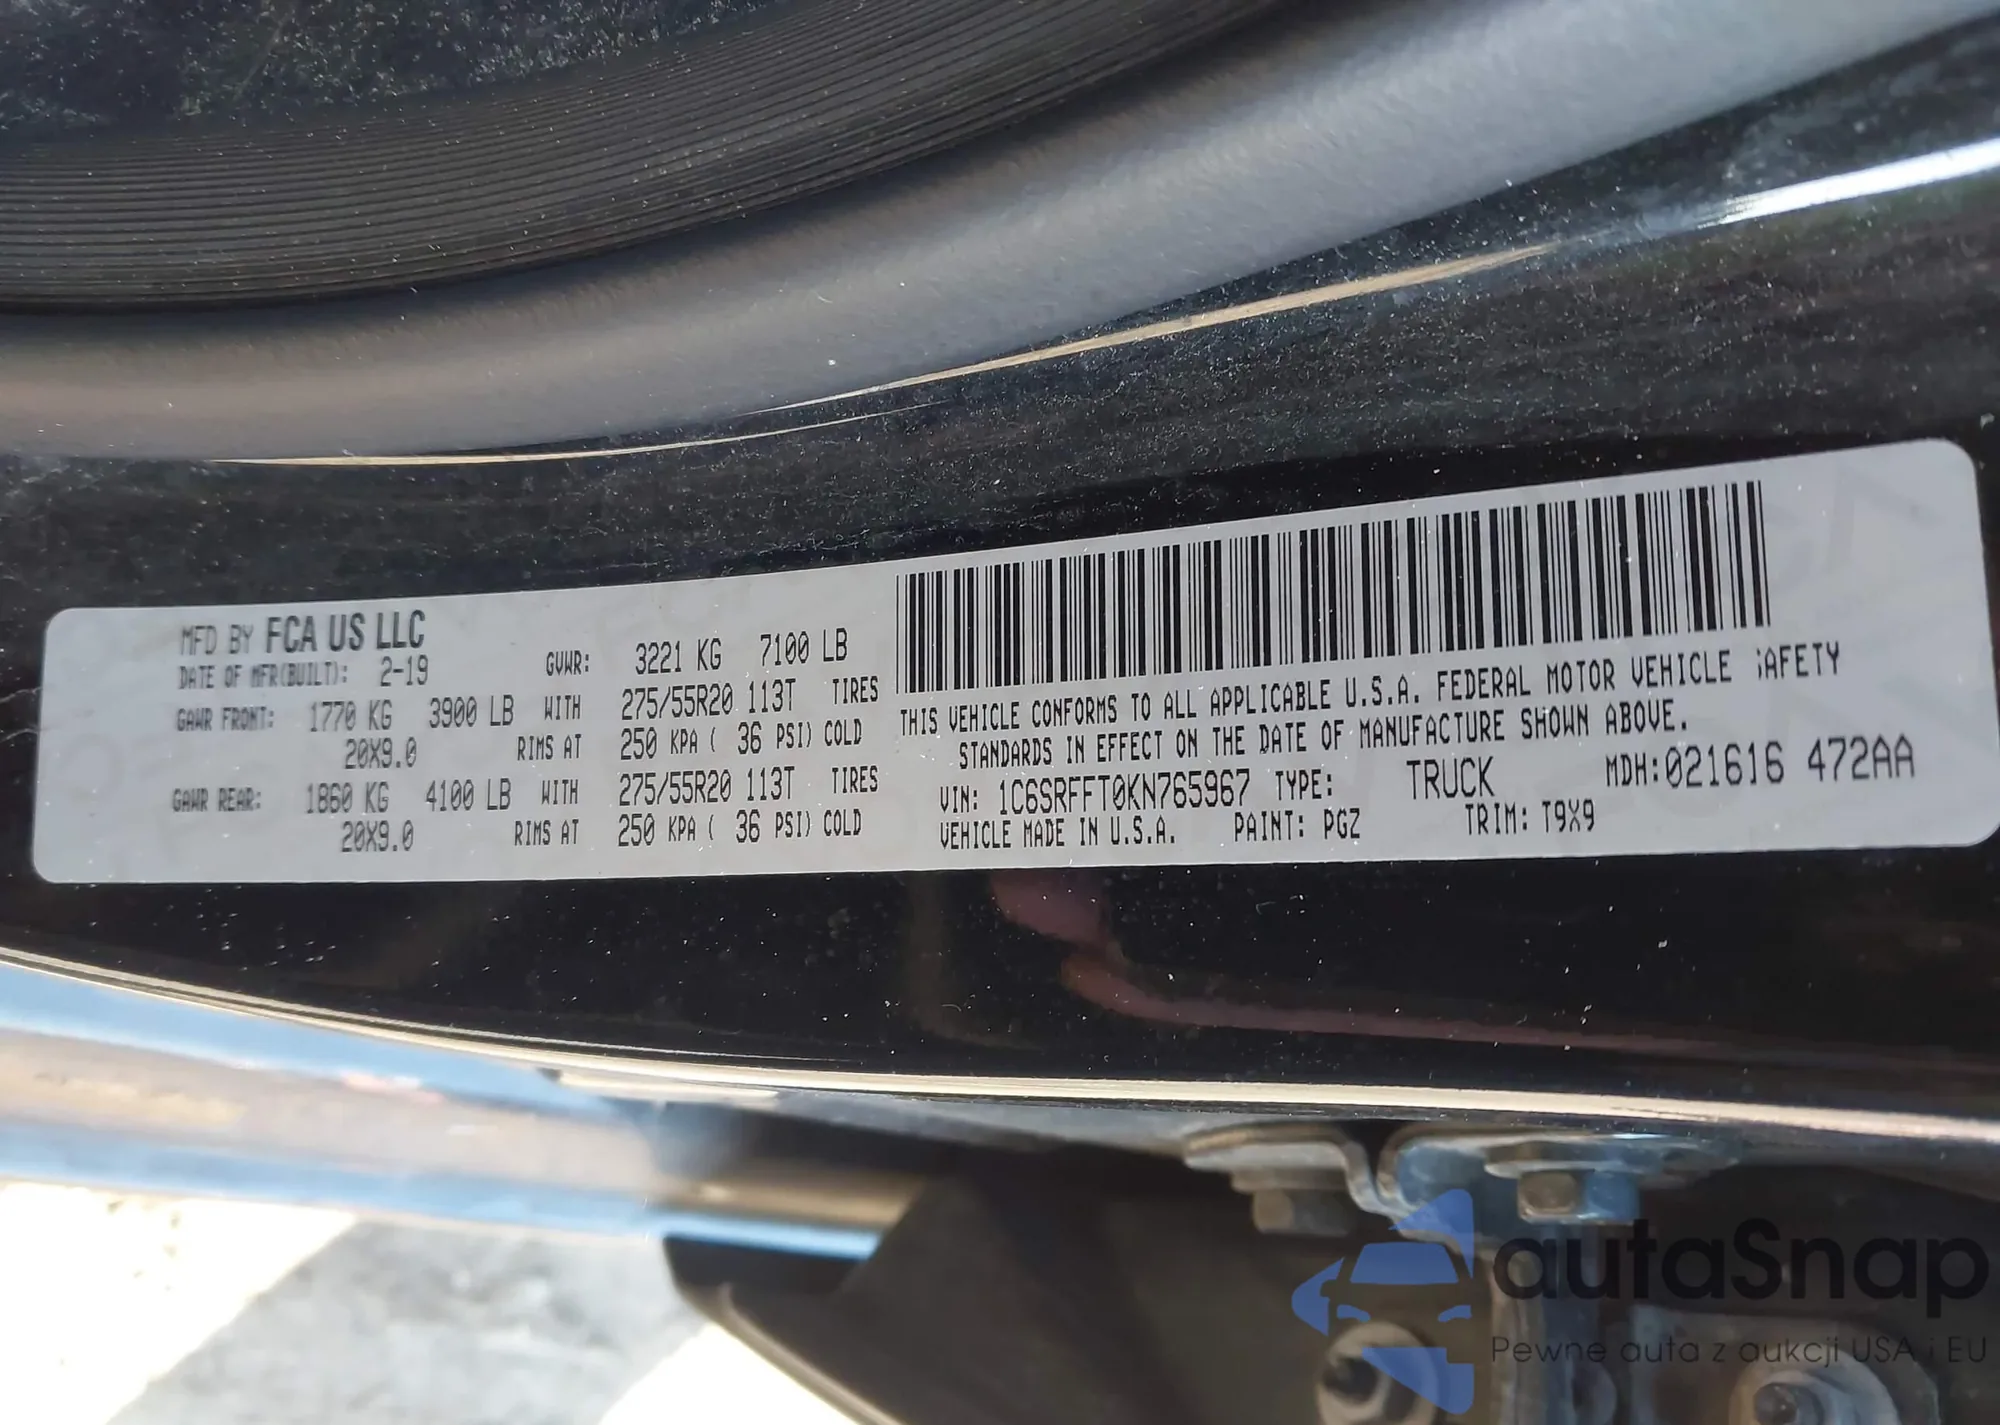 MFD BY FCA US LLC
DATE OF MFR(BUILT): 2-19 GVWR: 3221 KG 7100 LB
GAWR FRONT: 1770 KG 3900 LB WITH 275/55R20 113T TIRES
20X9.0 RIMS AT 250 KPA ( 36 PSI) COLD
GAWR REAR: 1860 KG 4100 LB WITH 275/55R20 113T TIRES
20X9.0 RIMS AT 250 KPA ( 36 PSI) COLD
THIS VEHICLE CONFORMS TO ALL APPLICABLE U.S.A. FEDERAL MOTOR VEHICLE SAFETY
STANDARDS IN EFFECT ON THE DATE OF MANUFACTURE SHOWN ABOVE.
VIN: 1C6SRFFT0KN765967 TYPE: TRUCK MDH:021616 472AA
VEHICLE MADE IN U.S.A. PAINT: PGZ TRIM: T9X9
autaSnap
Pewne auta z aukcji USA i EU